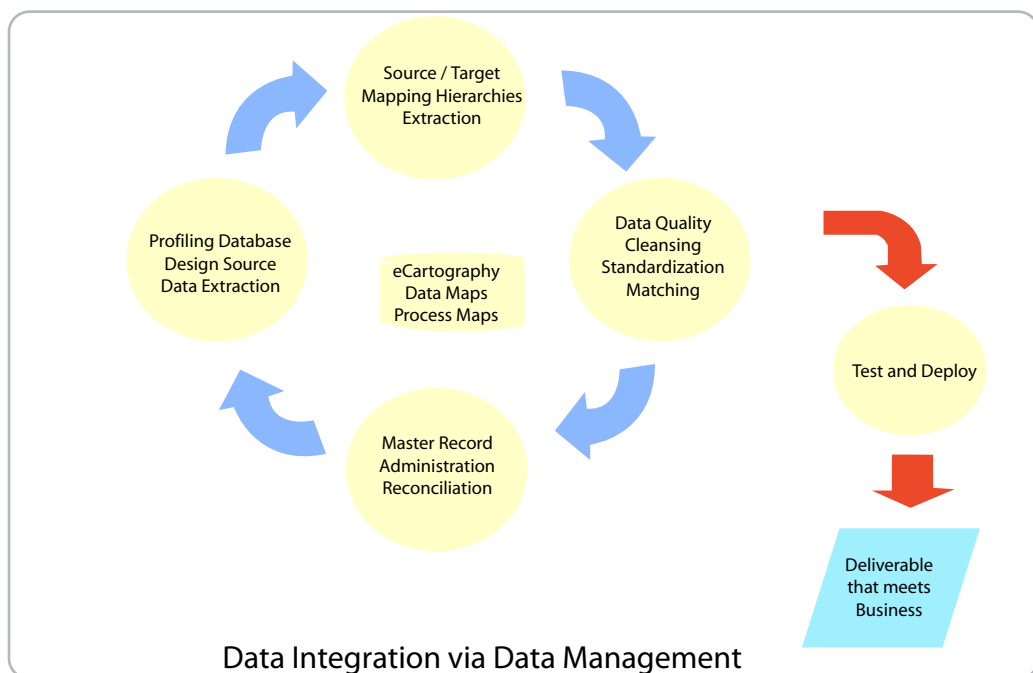 Source / Target
Mapping Hierarchies
Extraction
Profiling Database
Design Source
Data Extraction
eCartography
Data Maps
Process Maps
Data Quality
Cleansing
Standardization
Matching
Master Record
Administration
Reconciliation
Test and Deploy
Deliverable
that meets
Business
Data Integration via Data Management